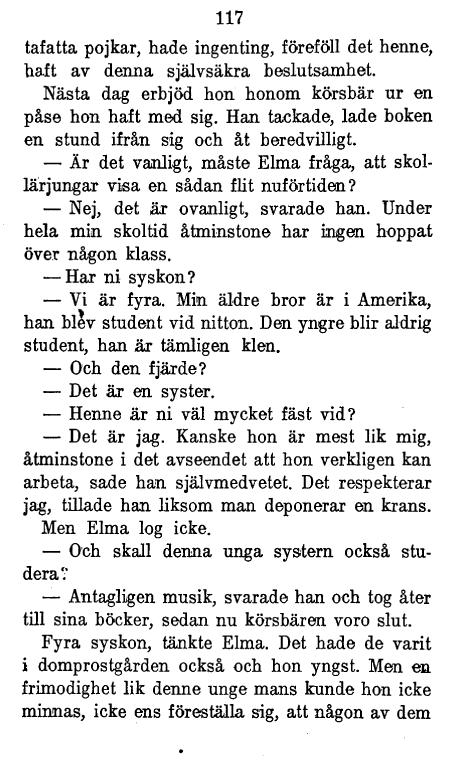 117
tafatta pojkar, hade ingenting, föreföll det henne,
haft av denna självsäkra beslutsamhet.
Nästa dag erbjöd hon honom körsbär ur en
påse hon haft med sig. Han tackade, lade boken
en stund ifrån sig och åt beredvilligt.
— Är det vanligt, måste Elma fråga, att skol-
lärjungar visa en sådan flit nuförtiden?
— Nej, det är ovanligt, svarade han. Under
hela min skoltid åtminstone har ingen hoppat
över någon klass.
— Har ni syskon?
— Vi är fyra. Min äldre bror är i Amerika,
han blev student vid nitton. Den yngre blir aldrig
student, han är tämligen klen.
— Och den fjärde?
— Det är en syster.
— Henne är ni väl mycket fäst vid?
— Det är jag. Kanske hon är mest lik mig,
åtminstone i det avseendet att hon verkligen kan
arbeta, sade han självmedvetet. Det respekterar
jag, tillade han liksom man deponerar en krans.
Men Elma log icke.
— Och skall denna unga systern också stu-
dera?
— Antagligen musik, svarade han och tog åter
till sina böcker, sedan nu körsbären voro slut.
Fyra syskon, tänkte Elma. Det hade de varit
i domprostgården också och hon yngst. Men en
frimodighet lik denne unge mans kunde hon icke
minnas, icke ens föreställa sig, att någon av dem